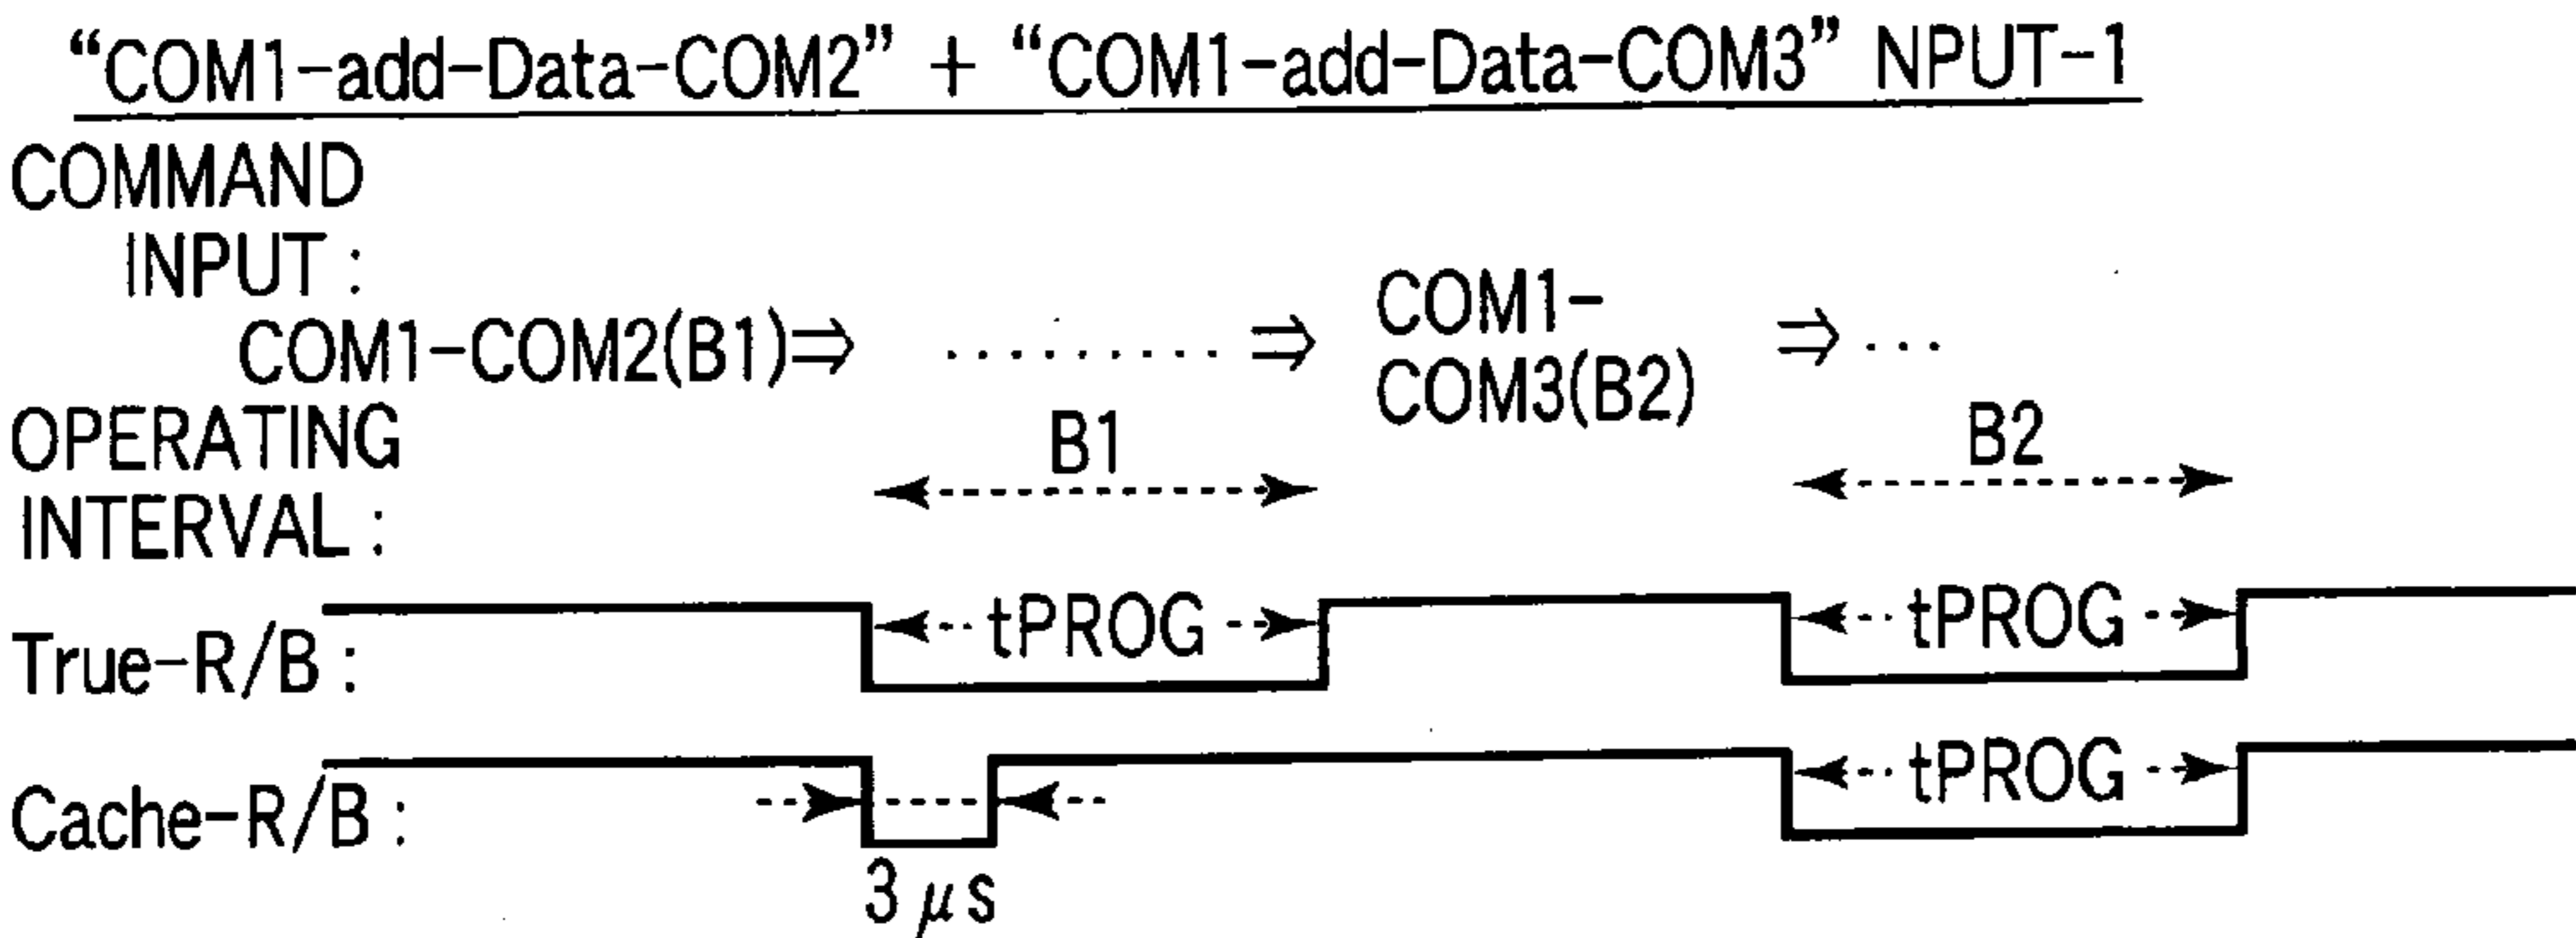 “COM1-add-Data-COM2” + “COM1-add-Data-COM3” NPUT-1
COMMAND
INPUT :
COM1-COM2(B1)⇒ ⋯⋯⋯ ⇒ COM1-
COM3(B2) ⇒ ...
OPERATING
INTERVAL :
B1 B2
True-R/B : tPROG tPROG
Cache-R/B : tPROG
3 μs